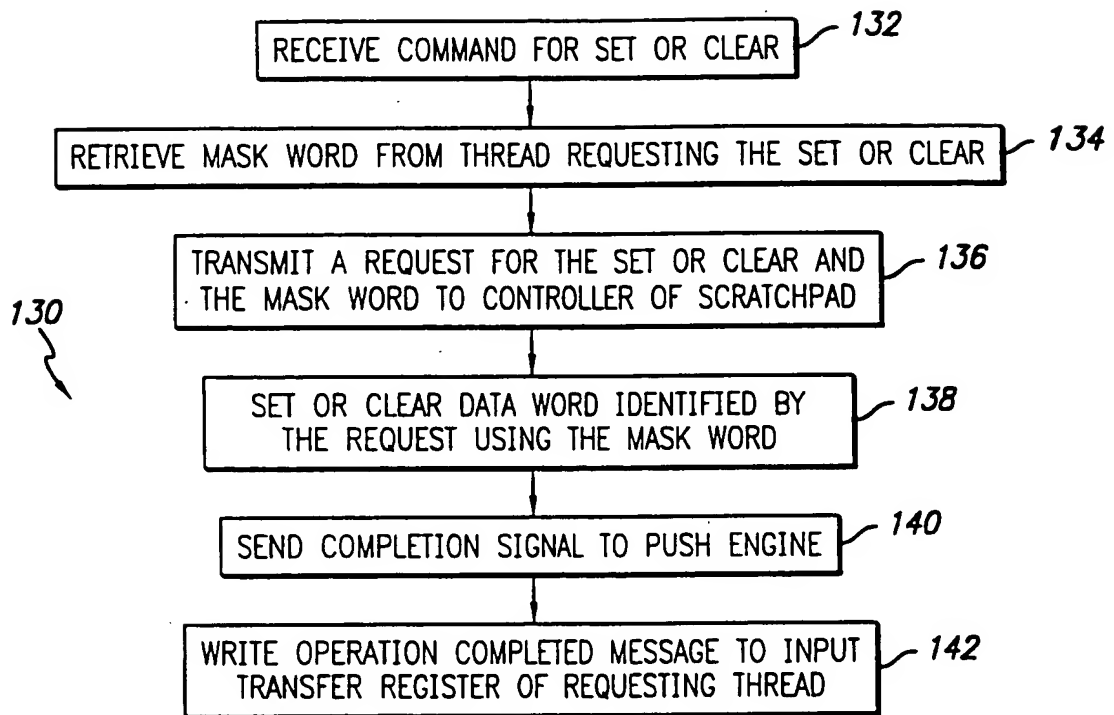 RECEIVE COMMAND FOR SET OR CLEAR
132
RETRIEVE MASK WORD FROM THREAD REQUESTING THE SET OR CLEAR
134
TRANSMIT A REQUEST FOR THE SET OR CLEAR AND
THE MASK WORD TO CONTROLLER OF SCRATCHPAD
136
130
SET OR CLEAR DATA WORD IDENTIFIED BY
THE REQUEST USING THE MASK WORD
138
SEND COMPLETION SIGNAL TO PUSH ENGINE
140
WRITE OPERATION COMPLETED MESSAGE TO INPUT
TRANSFER REGISTER OF REQUESTING THREAD
142